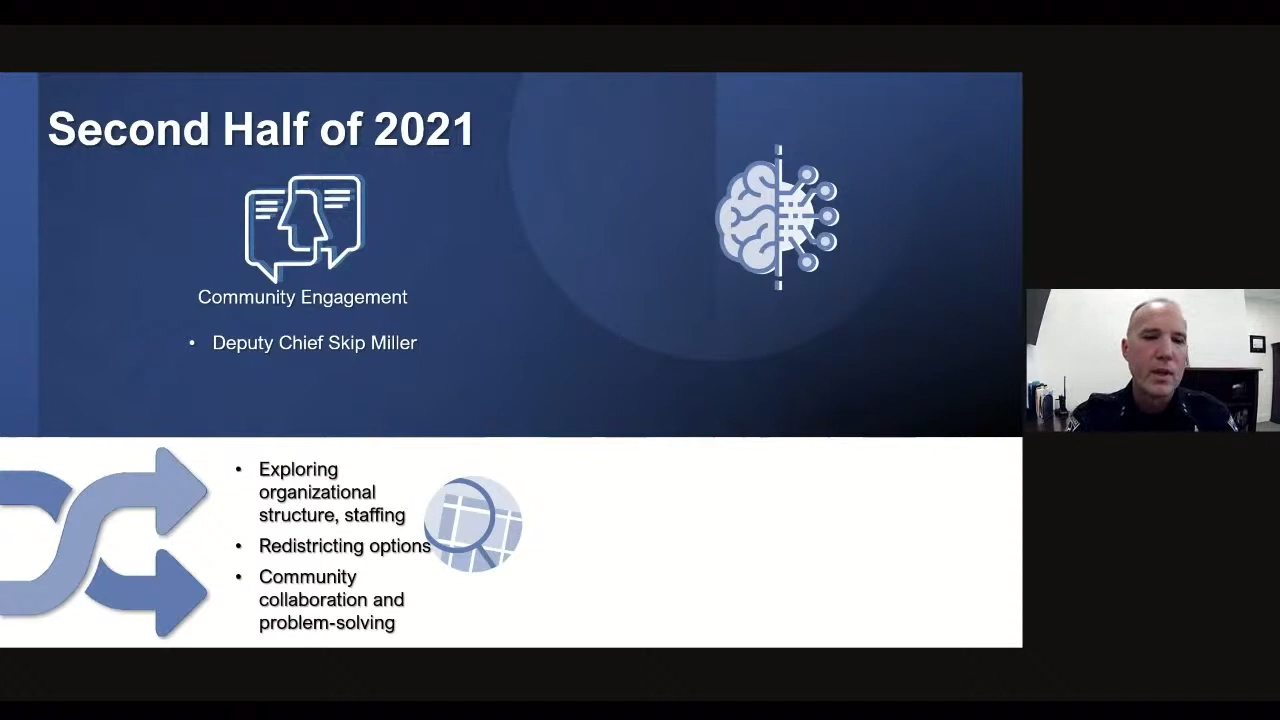 Second Half of 2021
Community Engagement
• Deputy Chief Skip Miller
• Exploring
organizational
structure, staffing
• Redistricting options
• Community
collaboration and
problem-solving